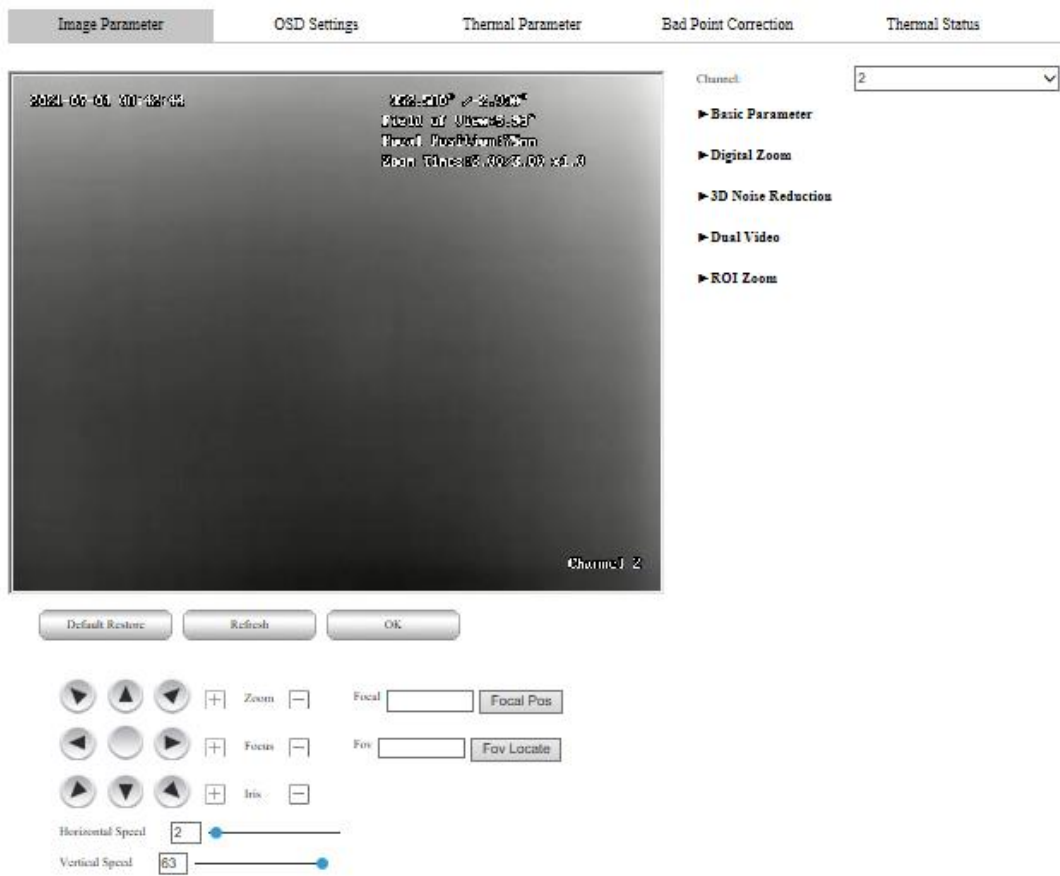 Image Parameter
OSD Settings
Thermal Parameter
Bad Point Correction
Thermal Status
Channel:
2
►Basic Parameter
►Digital Zoom
►3D Noise Reduction
►Dual Video
►ROI Zoom
Field of View
Zoom Times
Channel 2
Default Restore
Refresh
OK
Zoom
Focal
Focal Pos
Focus
Fov
Fov Locate
Iris
Horizontal Speed
2
Vertical Speed
63